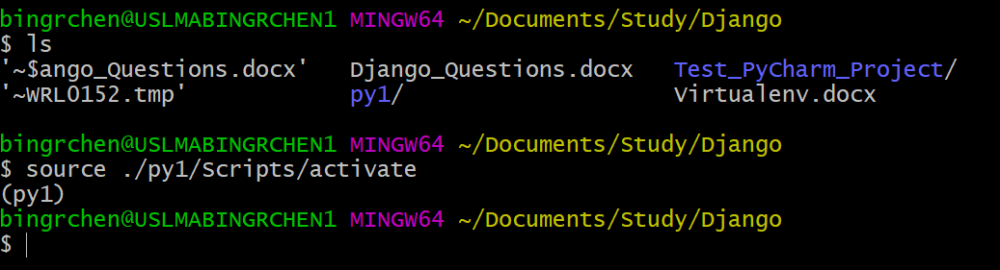 bingrchen@USLMABINGRCHEN1 MINGW64 ~/Documents/Study/Django
$ ls
'~$ango_Questions.docx'   Django_Questions.docx   Test_PyCharm_Project/
'~WRL0152.tmp'            py1/                    Virtualenv.docx

bingrchen@USLMABINGRCHEN1 MINGW64 ~/Documents/Study/Django
$ source ./py1/Scripts/activate
(py1)
bingrchen@USLMABINGRCHEN1 MINGW64 ~/Documents/Study/Django
$